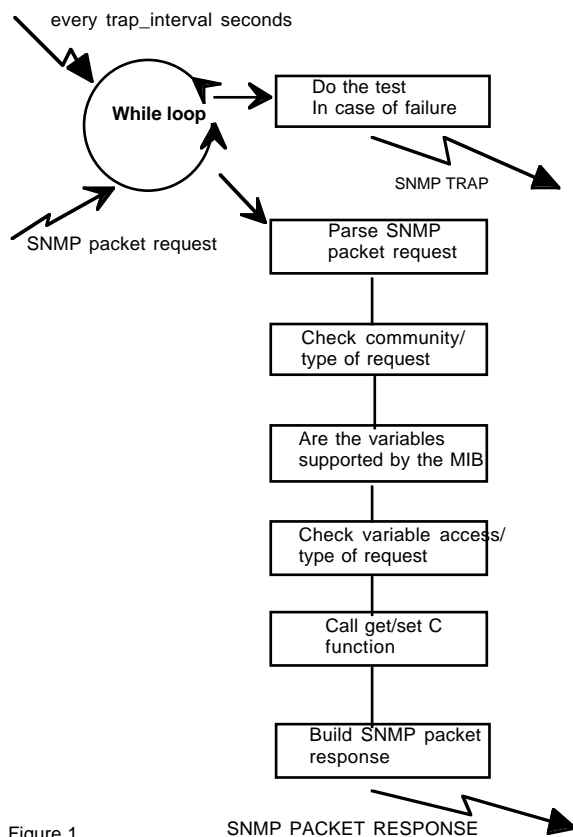 every trap_interval seconds
While loop
Do the test
In case of failure
SNMP TRAP
SNMP packet request
Parse SNMP
packet request
Check community/
type of request
Are the variables
supported by the MIB
Check variable access/
type of request
Call get/set C
function
Build SNMP packet
response
SNMP PACKET RESPONSE
Figure 1